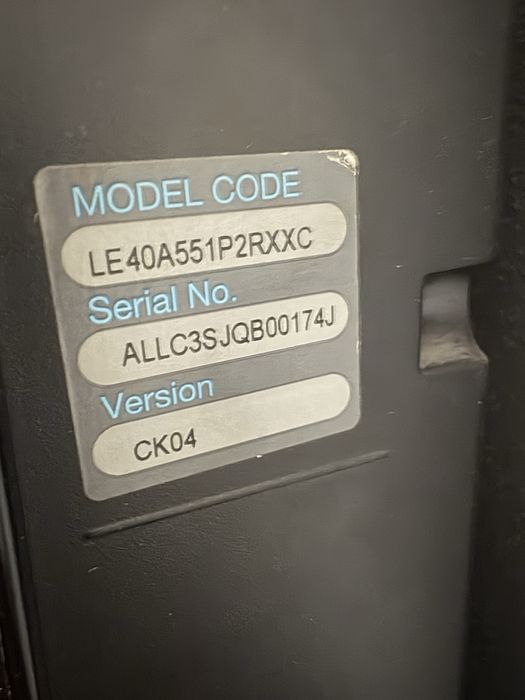 MODEL CODE
LE40A551P2RXXC
Serial No.
ALLC3SJQB00174J
Version
CK04